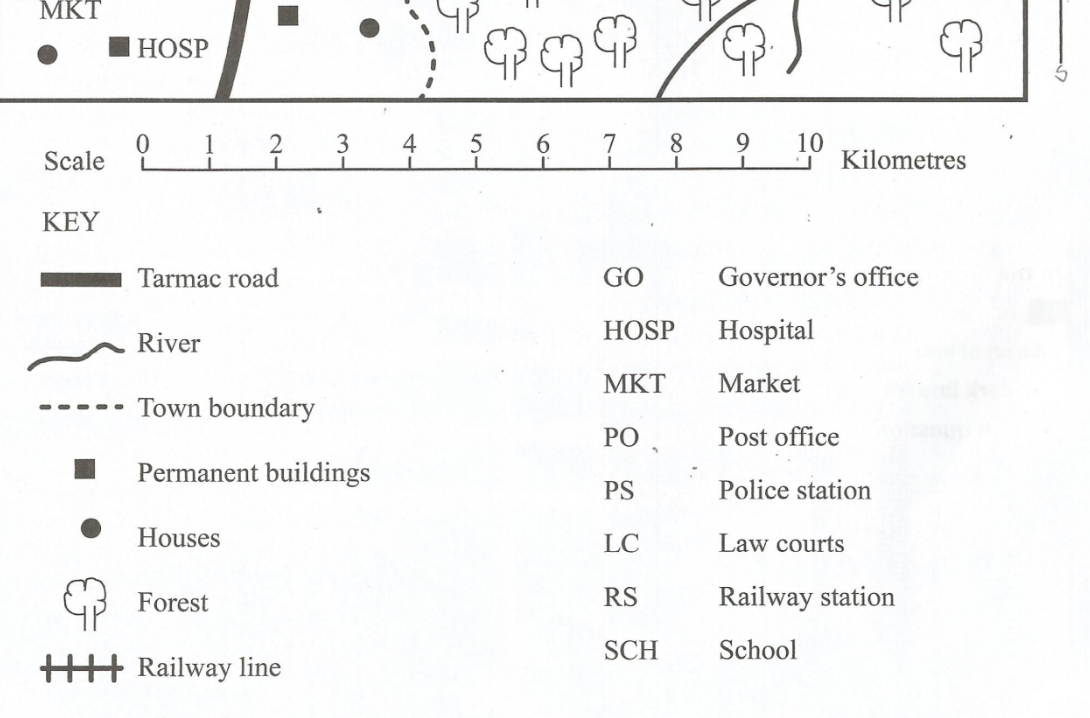 MKT
HOSP
0 1 2 3 4 5 6 7 8 9 10
Scale Kilometres
KEY
Tarmac road
River
Town boundary
Permanent buildings
Houses
Forest
Railway line
GO Governor's office
HOSP Hospital
MKT Market
PO Post office
PS Police station
LC Law courts
RS Railway station
SCH School